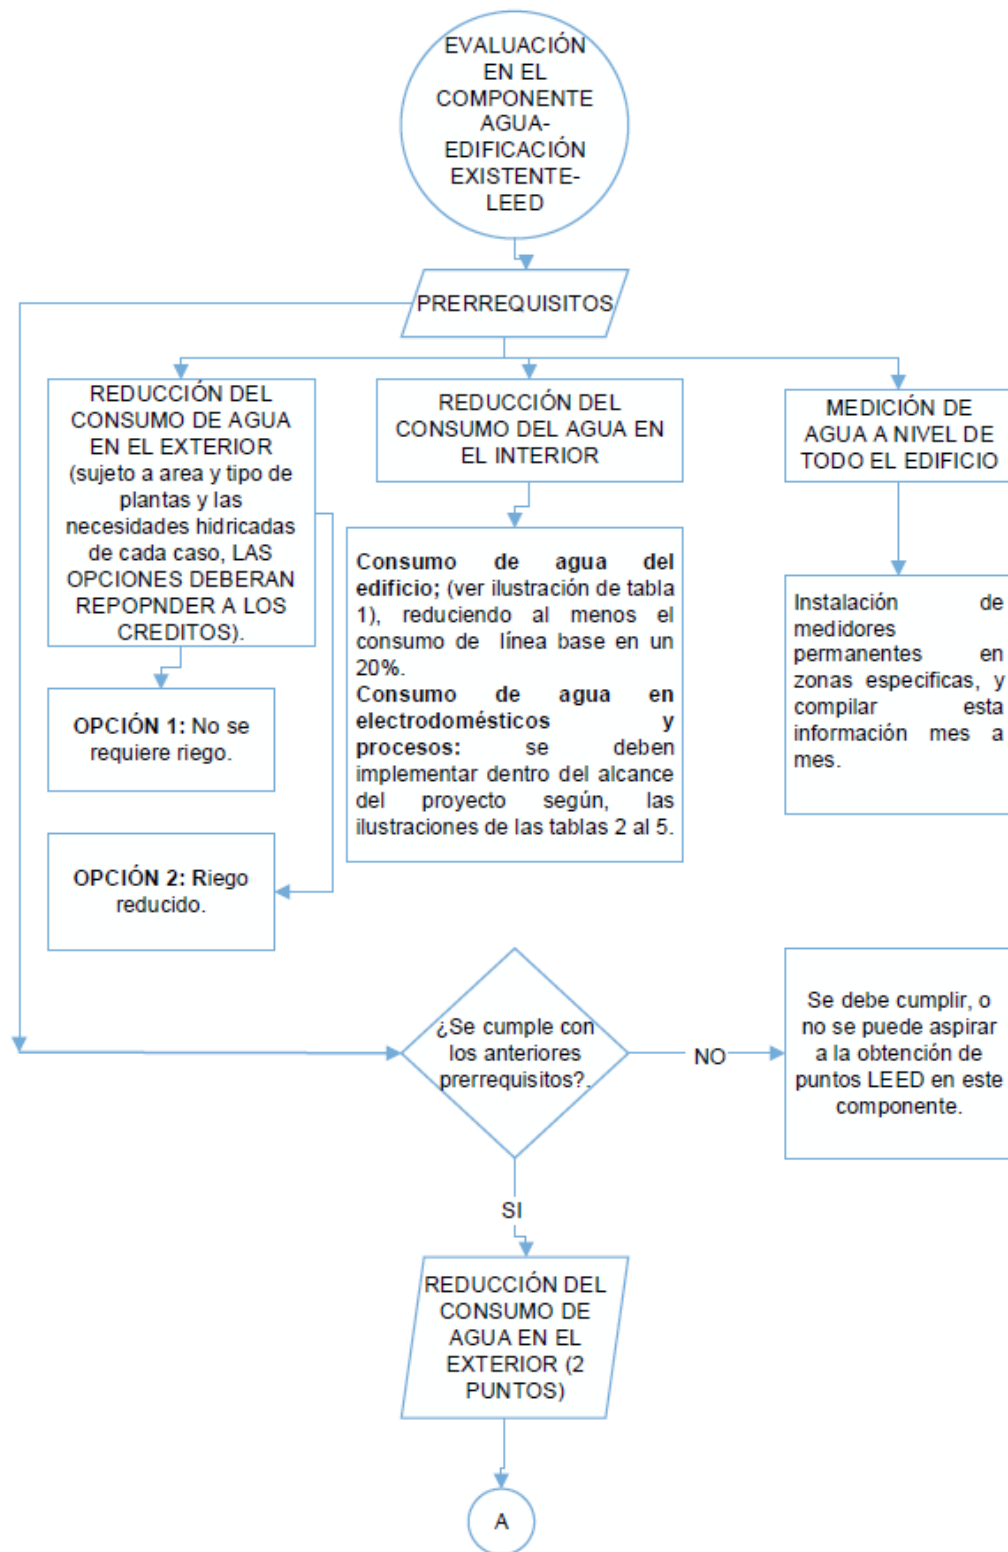 EVALUACIÓN
EN EL
COMPONENTE
AGUA-
EDIFICACIÓN
EXISTENTE-
LEED
PRERREQUISITOS
REDUCCIÓN DEL
CONSUMO DE AGUA
EN EL EXTERIOR
(sujeto a area y tipo de
plantas y las
necesidades hidricadas
de cada caso, LAS
OPCIONES DEBERAN
REPOPNDER A LOS
CREDITOS).
REDUCCIÓN DEL
CONSUMO DEL AGUA EN
EL INTERIOR
MEDICIÓN DE
AGUA A NIVEL DE
TODO EL EDIFICIO
Consumo de agua del
edificio; (ver ilustración de tabla
1), reduciendo al menos el
consumo de línea base en un
20%.
Consumo de agua en
electrodomésticos y
procesos: se deben
implementar dentro del alcance
del proyecto según, las
ilustraciones de las tablas 2 al 5.
Instalación de
medidores
permanentes en
zonas especificas, y
compilar esta
información mes a
mes.
OPCIÓN 1: No se
requiere riego.
OPCIÓN 2: Riego
reducido.
¿Se cumple con
los anteriores
prerrequisitos?.
NO
Se debe cumplir, o
no se puede aspirar
a la obtención de
puntos LEED en este
componente.
SI
REDUCCIÓN DEL
CONSUMO DE
AGUA EN EL
EXTERIOR (2
PUNTOS)
A